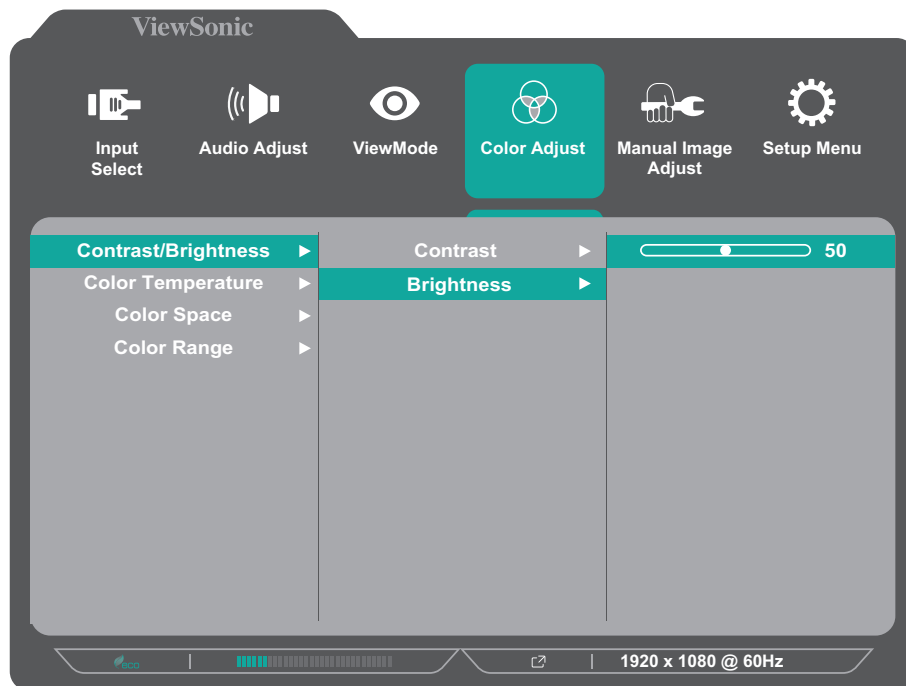 ViewSonic
Input
Select
Audio Adjust
ViewMode
Color Adjust
Manual Image
Adjust
Setup Menu
Contrast/Brightness
Contrast
50
Color Temperature
Brightness
Color Space
Color Range
eco
1920 x 1080 @ 60Hz